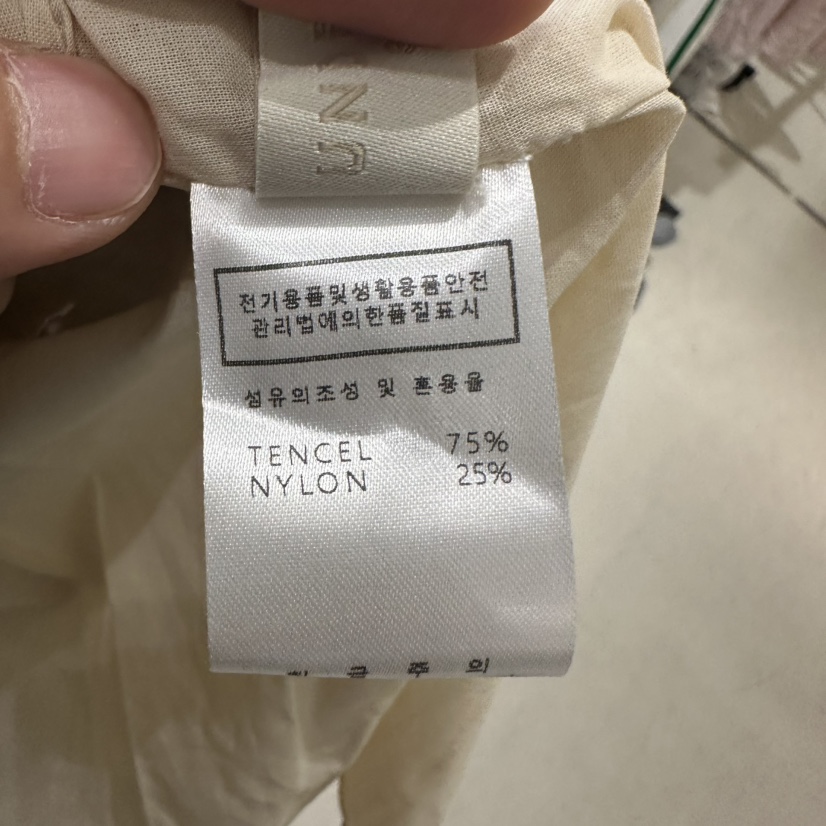 전기용품및생활용품안전
관리법에의한품질표시
섬유의조성 및 혼용율
TENCEL 75%
NYLON 25%